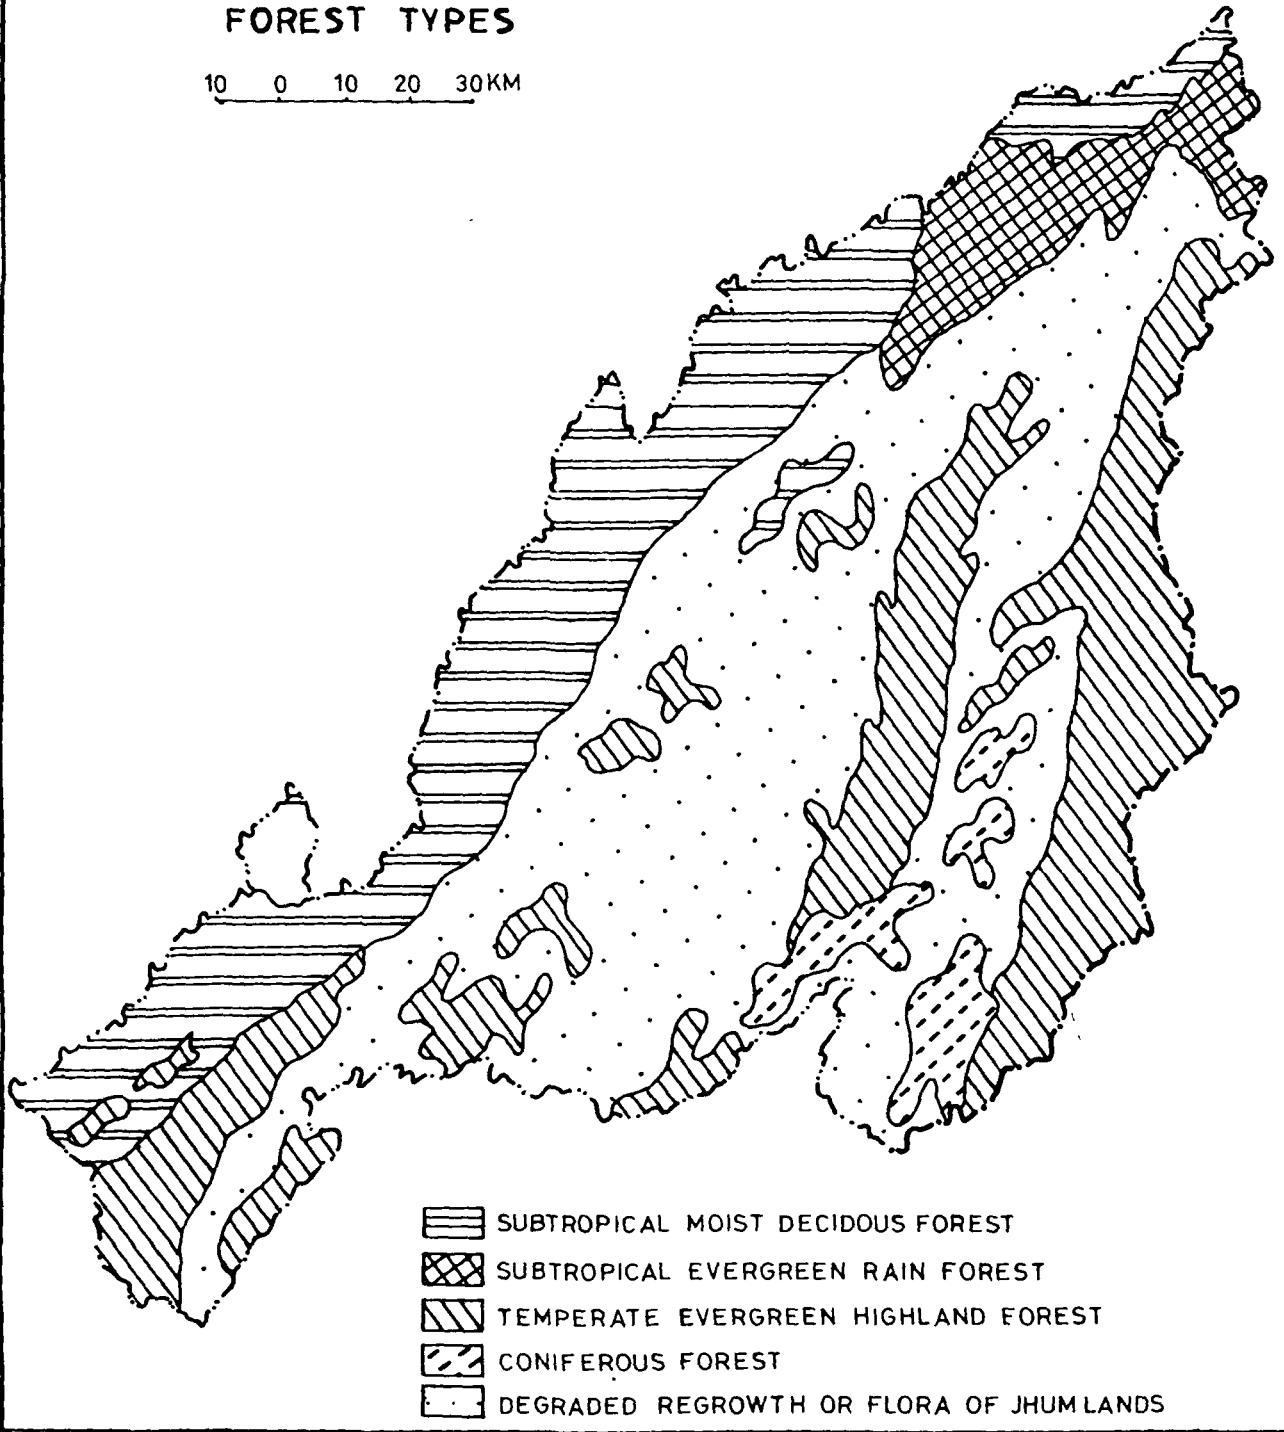 FOREST TYPES
10 0 10 20 30KM
SUBTROPICAL MOIST DECIDOUS FOREST
SUBTROPICAL EVERGREEN RAIN FOREST
TEMPERATE EVERGREEN HIGHLAND FOREST
CONIFEROUS FOREST
DEGRADED REGROWTH OR FLORA OF JHUM LANDS